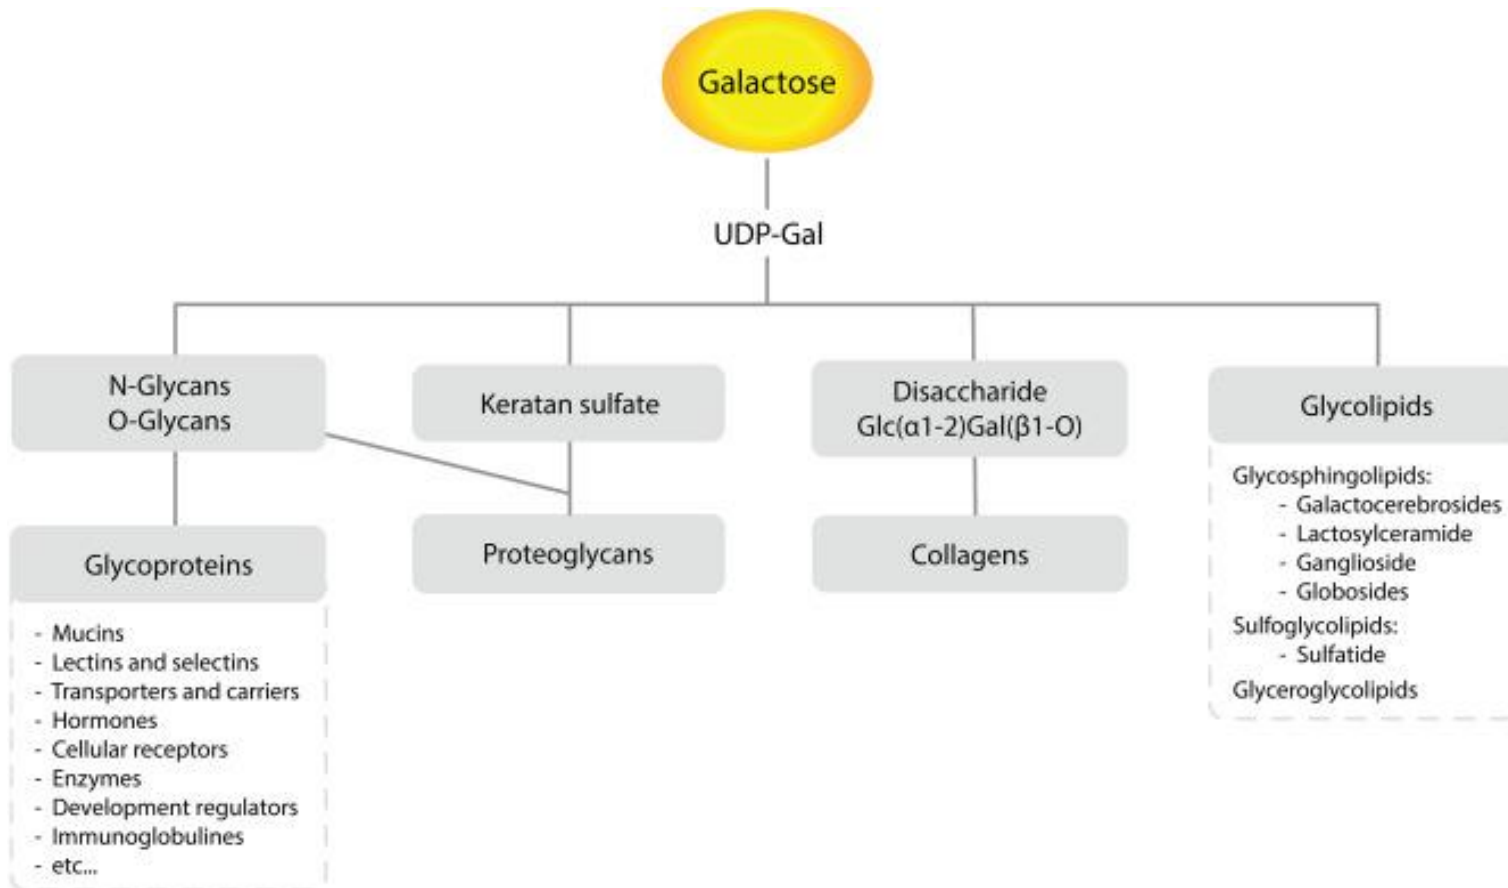 Galactose
UDP-Gal
N-Glycans
O-Glycans
Keratan sulfate
Disaccharide
Glc(α1-2)Gal(β1-O)
Glycolipids
Glycoproteins
Proteoglycans
Collagens
- Mucins
- Lectins and selectins
- Transporters and carriers
- Hormones
- Cellular receptors
- Enzymes
- Development regulators
- Immunoglobulines
- etc...
Glycosphingolipids:
- Galactocerebrosides
- Lactosylceramide
- Ganglioside
- Globosides
Sulfoglycolipids:
- Sulfatide
Glyceroglycolipids